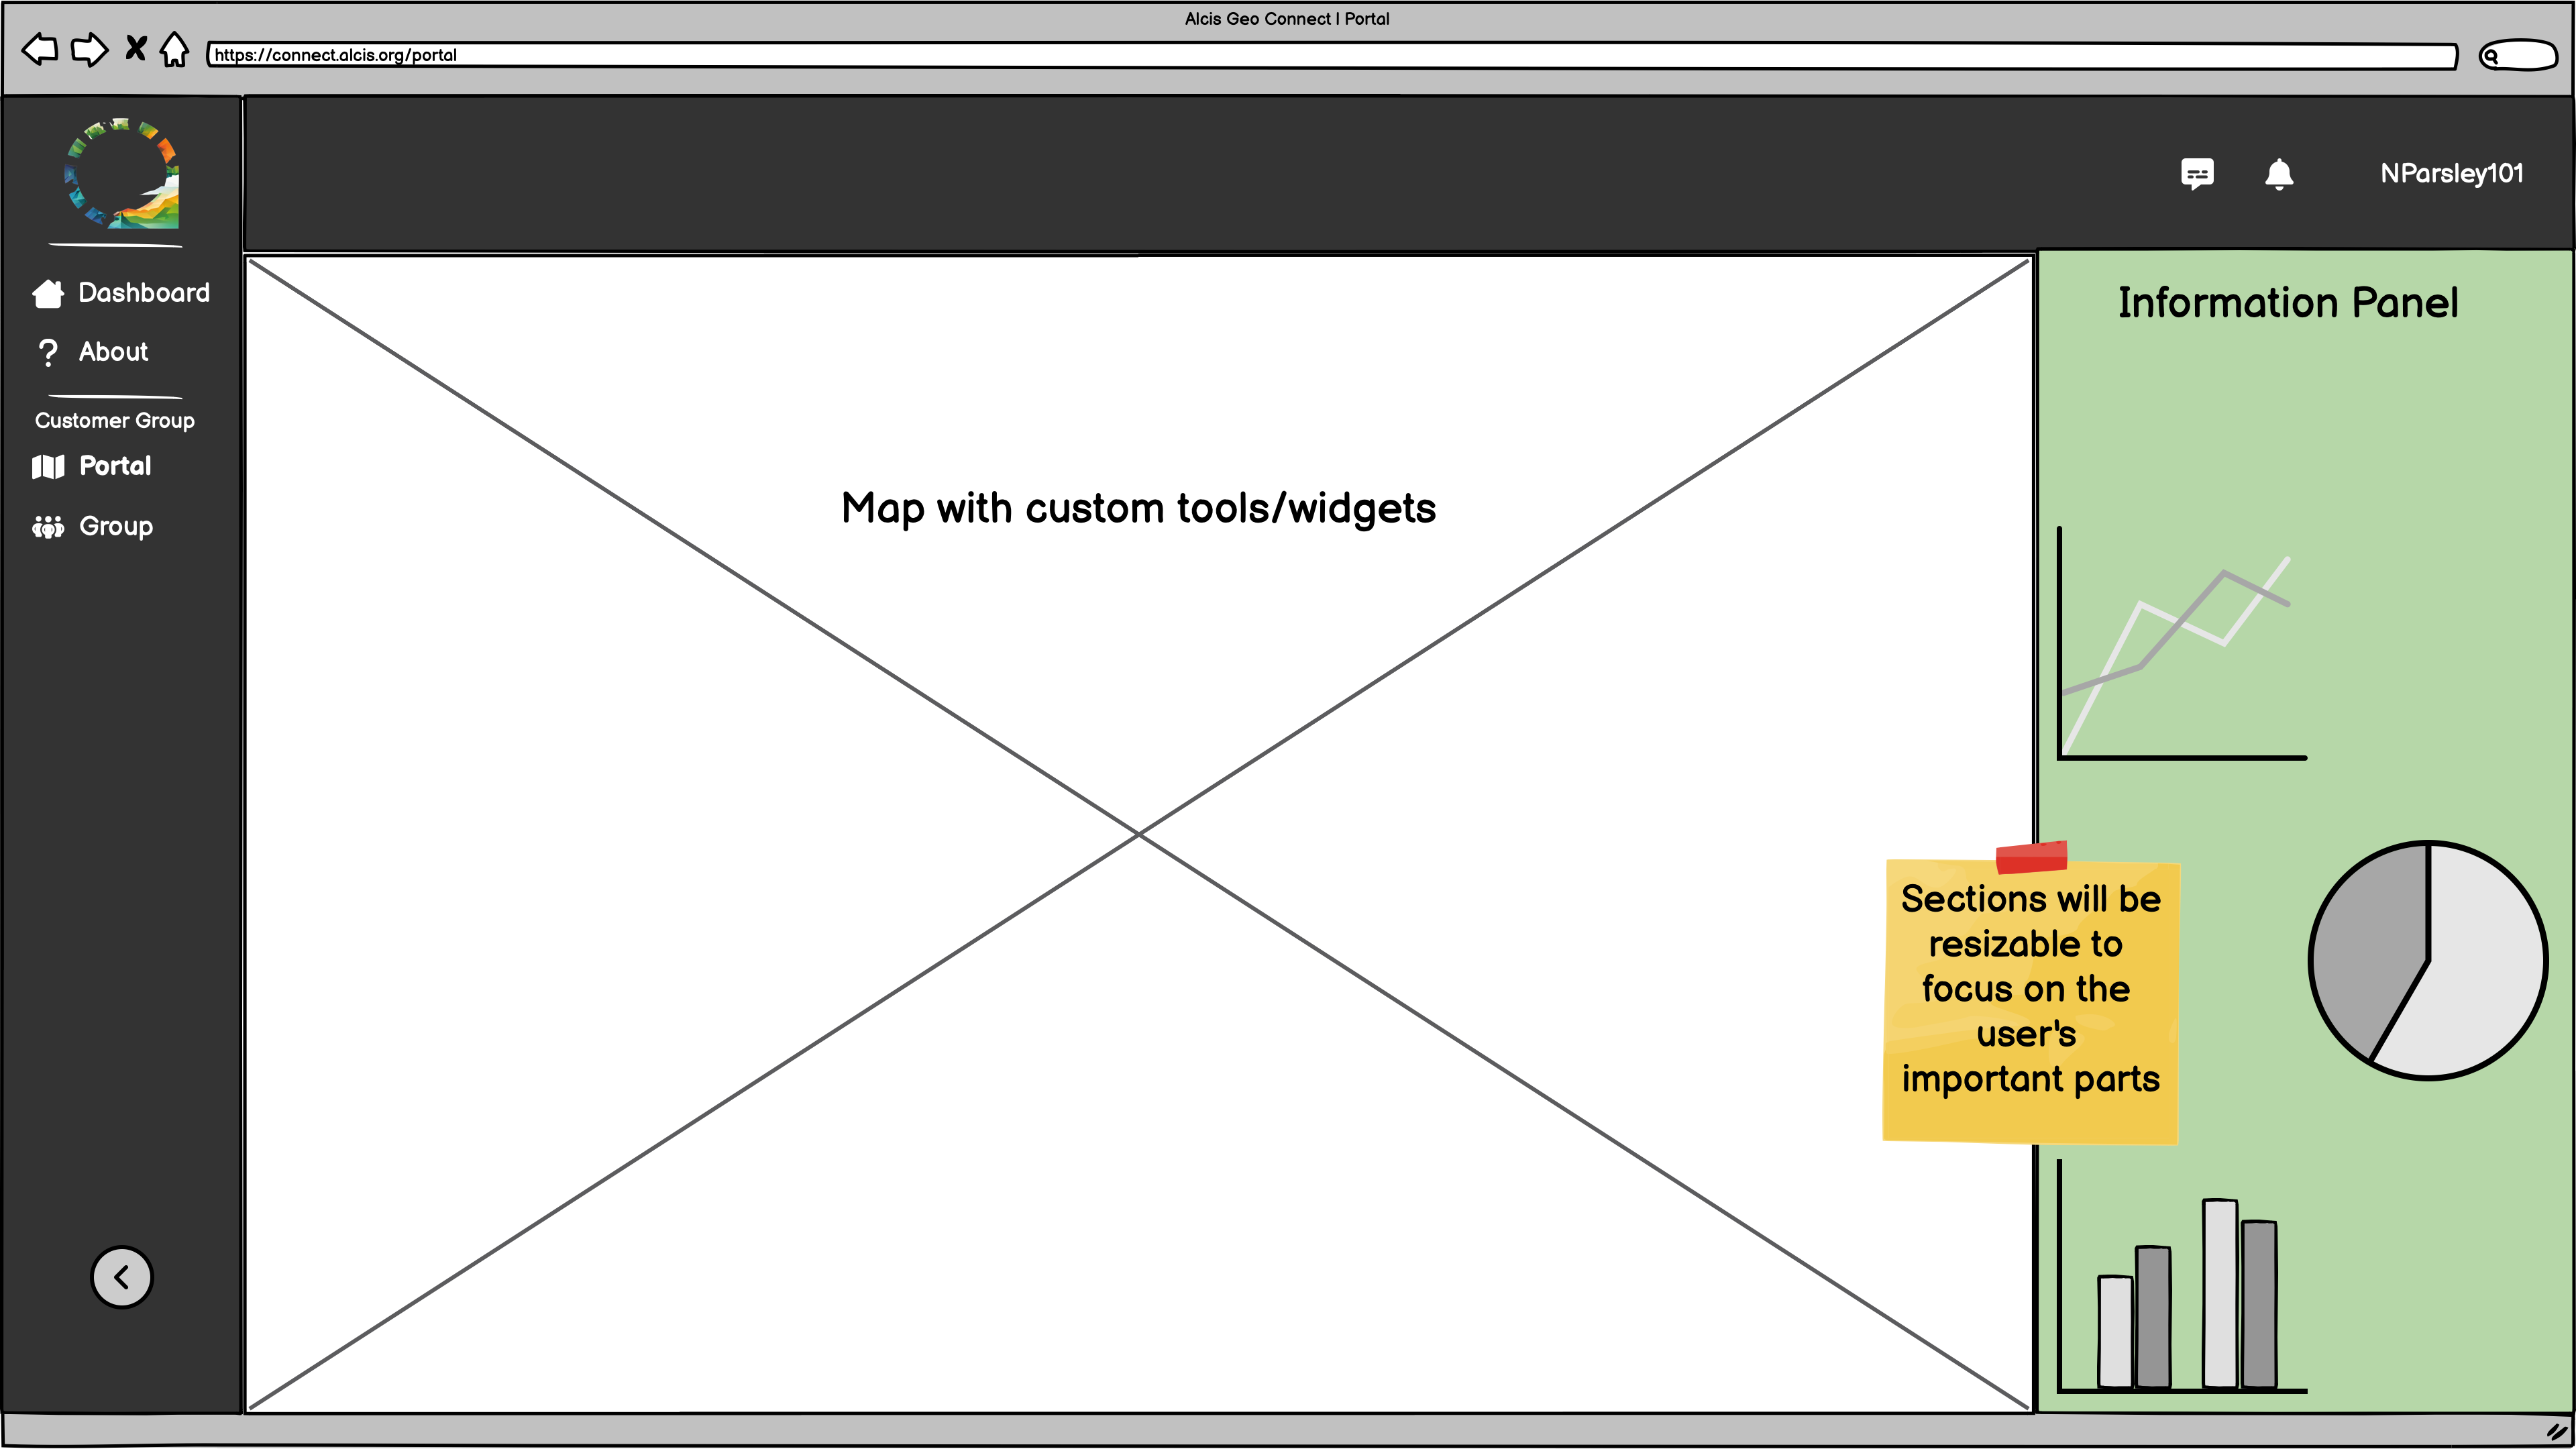 Alcis Geo Connect | Portal
https://connect.alcis.org/portal
NParsley101
Dashboard
? About
Customer Group
Portal
Group
Map with custom tools/widgets
Information Panel
Sections will be
resizable to
focus on the
user's
important parts